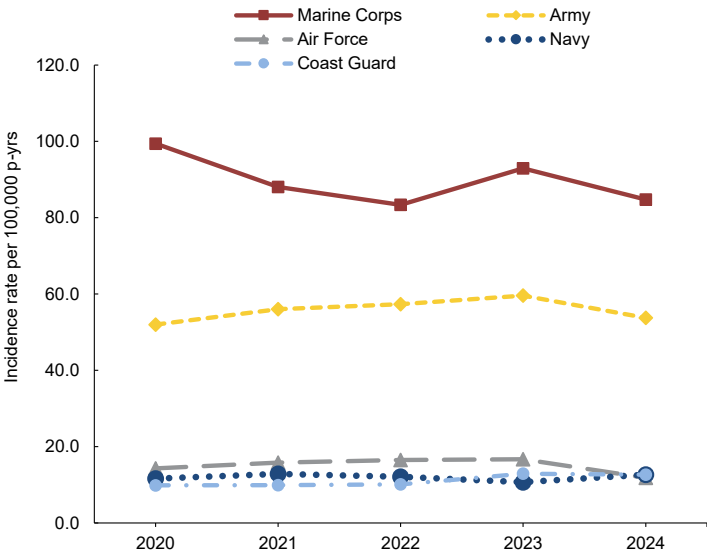 Marine Corps
Army
Air Force
Navy
Coast Guard
Incidence rate per 100,000 p-yrs
120.0
100.0
80.0
60.0
40.0
20.0
0.0
2020 2021 2022 2023 2024